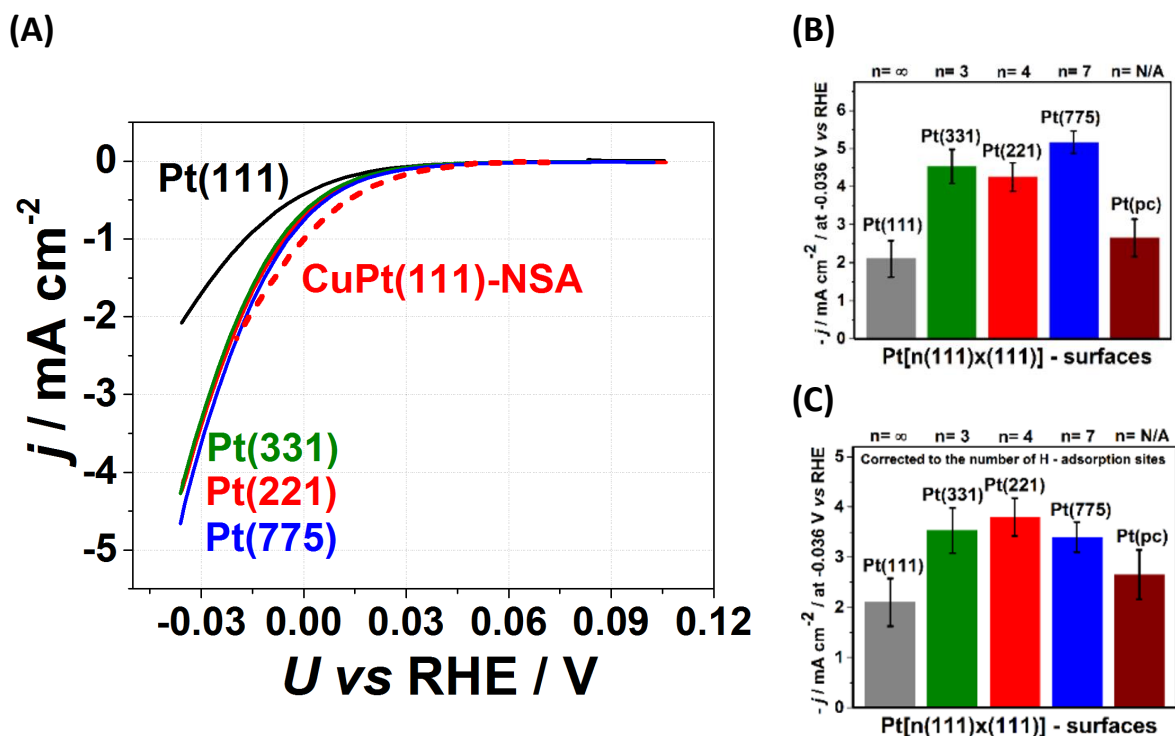 (A)
0
-1
-2
-3
-4
-5
j / mA cm-2
Pt(111)
CuPt(111)-NSA
Pt(331)
Pt(221)
Pt(775)
-0.03 0.00 0.03 0.06 0.09 0.12
U vs RHE / V
(B)
n= ∞ n= 3 n= 4 n= 7 n= N/A
6
5
4
3
2
1
0
- j / mA cm-2 / at -0.036 V vs RHE
Pt(111)
Pt(331)
Pt(221)
Pt(775)
Pt(pc)
Pt[n(111)x(111)] - surfaces
(C)
n= ∞ n= 3 n= 4 n= 7 n= N/A
Corrected to the number of H - adsorption sites
5
4
3
2
1
0
- j / mA cm-2 / at -0.036 V vs RHE
Pt(111)
Pt(331)
Pt(221)
Pt(775)
Pt(pc)
Pt[n(111)x(111)] - surfaces